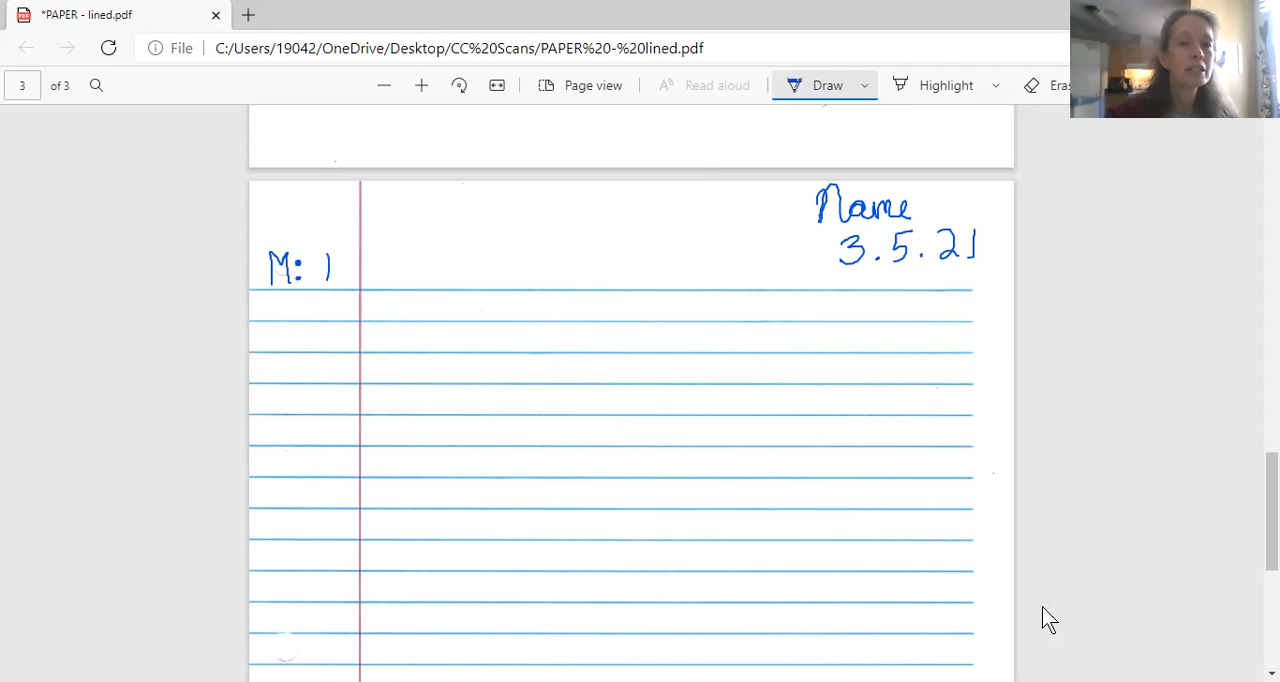 *PAPER - lined.pdf
File
C:/Users/19042/OneDrive/Desktop/CC%20Scans/PAPER%20-%20lined.pdf
3 of 3
Page view
Read aloud
Draw
Highlight
Eras
Name
3.5.21
M: 1